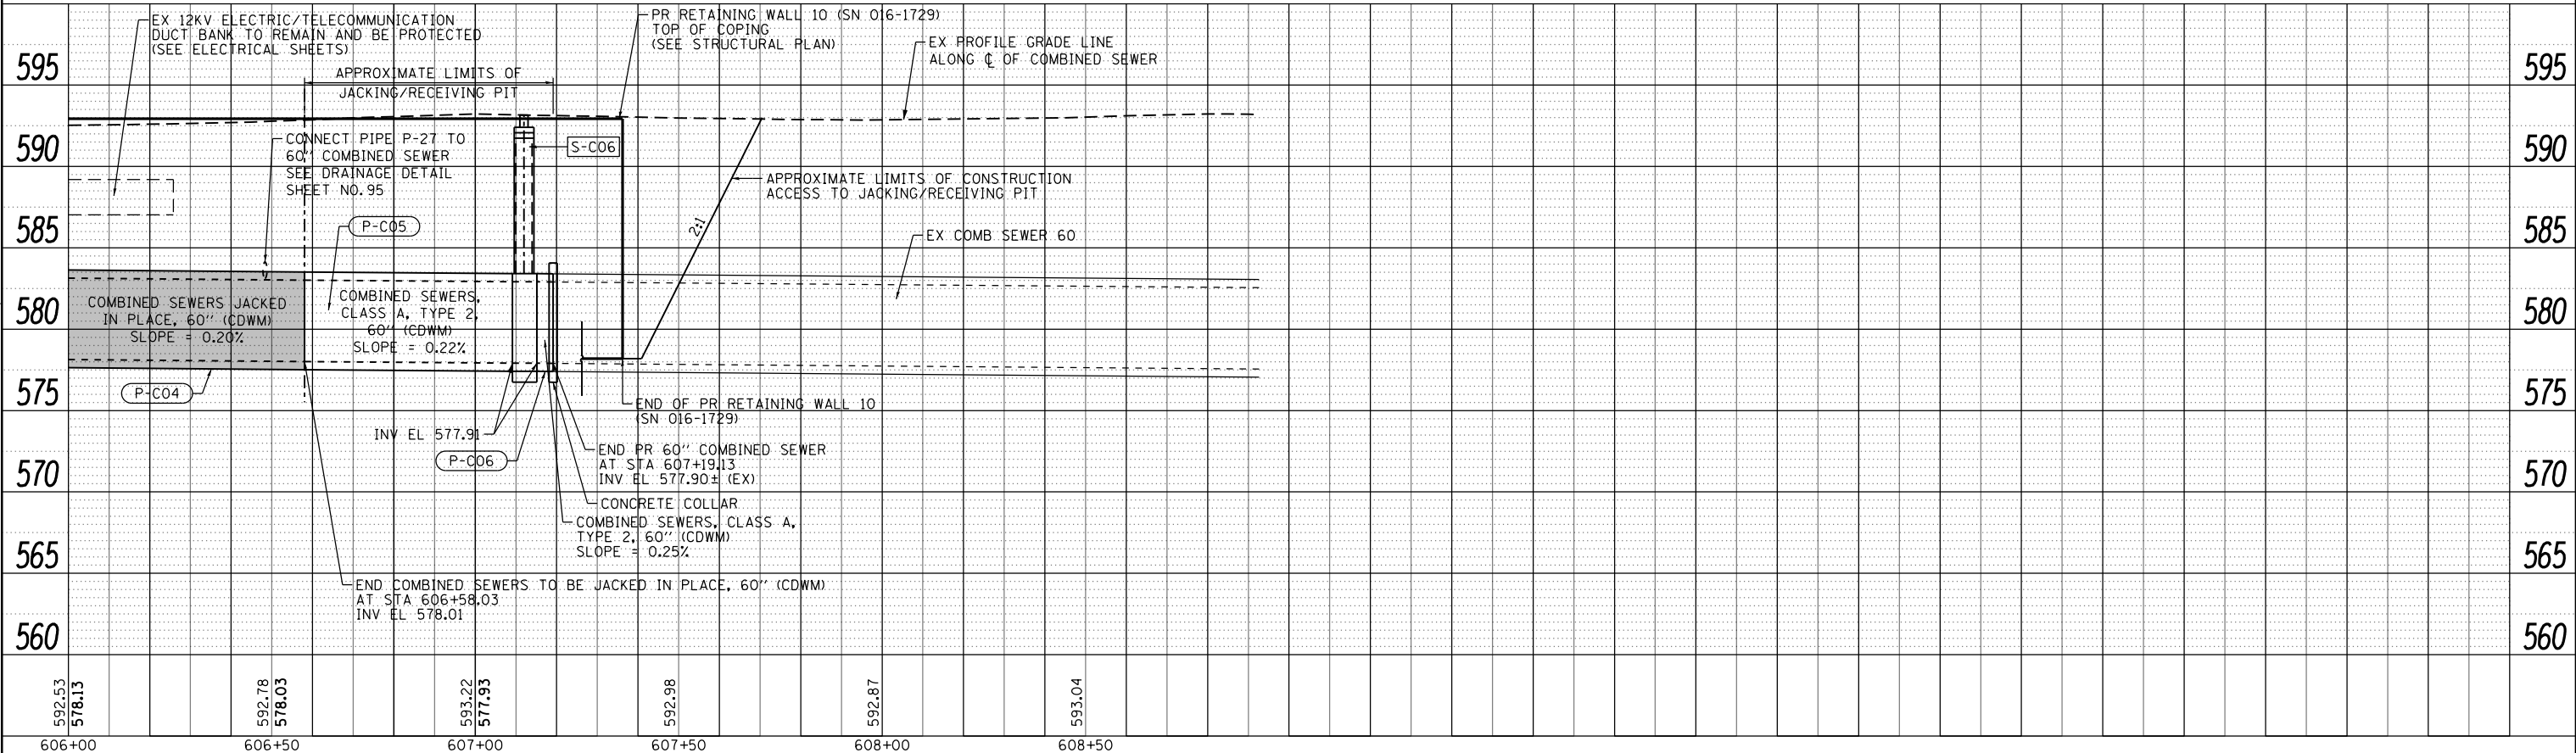 EX 12KV ELECTRIC/TELECOMMUNICATION
DUCT BANK TO REMAIN AND BE PROTECTED
(SEE ELECTRICAL SHEETS)
PR RETAINING WALL 10 (SN 016-1729)
TOP OF COPING
(SEE STRUCTURAL PLAN)
EX PROFILE GRADE LINE
ALONG ℄ OF COMBINED SEWER
APPROXIMATE LIMITS OF
JACKING/RECEIVING PIT
595
595
590
590
585
585
580
580
575
575
570
570
565
565
560
560
CONNECT PIPE P-27 TO
60" COMBINED SEWER
SEE DRAINAGE DETAIL
SHEET NO. 95
S-C06
APPROXIMATE LIMITS OF CONSTRUCTION
ACCESS TO JACKING/RECEIVING PIT
2:1
P-C05
EX COMB SEWER 60
COMBINED SEWERS JACKED
IN PLACE, 60" (CDWM)
SLOPE = 0.20%
COMBINED SEWERS,
CLASS A, TYPE 2,
60" (CDWM)
SLOPE = 0.22%
P-C04
END OF PR RETAINING WALL 10
(SN 016-1729)
INV EL 577.91
P-C06
END PR 60" COMBINED SEWER
AT STA 607+19.13
INV EL 577.90± (EX)
CONCRETE COLLAR
COMBINED SEWERS, CLASS A,
TYPE 2, 60" (CDWM)
SLOPE = 0.25%
END COMBINED SEWERS TO BE JACKED IN PLACE, 60" (CDWM)
AT STA 606+58.03
INV EL 578.01
592.53
578.13
592.78
578.03
593.22
577.93
592.98
592.87
593.04
606+00
606+50
607+00
607+50
608+00
608+50